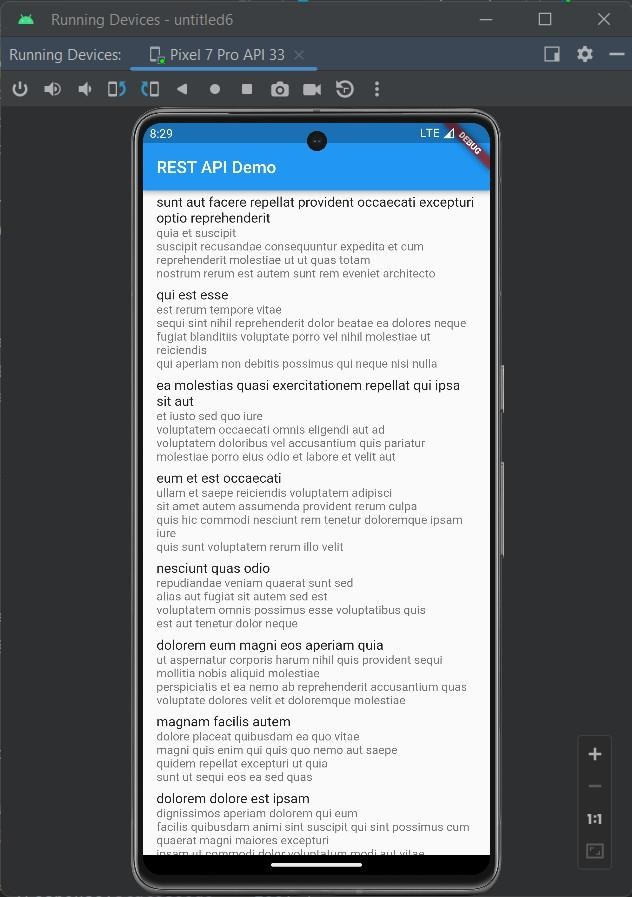 Running Devices - untitled6
Running Devices: Pixel 7 Pro API 33
8:29 LTE
DEBUG
REST API Demo
sunt aut facere repellat provident occaecati excepturi
optio reprehenderit
quia et suscipit
suscipit recusandae consequuntur expedita et cum
reprehenderit molestiae ut ut quas totam
nostrum rerum est autem sunt rem eveniet architecto
qui est esse
est rerum tempore vitae
sequi sint nihil reprehenderit dolor beatae ea dolores neque
fugiat blanditiis voluptate porro vel nihil molestiae ut
reiciendis
qui aperiam non debitis possimus qui neque nisi nulla
ea molestias quasi exercitationem repellat qui ipsa
sit aut
et iusto sed quo iure
voluptatem occaecati omnis eligendi aut ad
voluptatem doloribus vel accusantium quis pariatur
molestiae porro eius odio et labore et velit aut
eum et est occaecati
ullam et saepe reiciendis voluptatem adipisci
sit amet autem assumenda provident rerum culpa
quis hic commodi nesciunt rem tenetur doloremque ipsam
iure
quis sunt voluptatem rerum illo velit
nesciunt quas odio
repudiandae veniam quaerat sunt sed
alias aut fugiat sit autem sed est
voluptatem omnis possimus esse voluptatibus quis
est aut tenetur dolor neque
dolorem eum magni eos aperiam quia
ut aspernatur corporis harum nihil quis provident sequi
mollitia nobis aliquid molestiae
perspiciatis et ea nemo ab reprehenderit accusantium quas
voluptate dolores velit et doloremque molestiae
magnam facilis autem
dolore placeat quibusdam ea quo vitae
magni quis enim qui quis quo nemo aut saepe
quidem repellat excepturi ut quia
sunt ut sequi eos ea sed quas
dolorem dolore est ipsam
dignissimos aperiam dolorem qui eum
facilis quibusdam animi sint suscipit qui sint possimus cum
quaerat magni maiores excepturi
ipsam ut commodi dolor voluptatum modi aut vitae
1:1